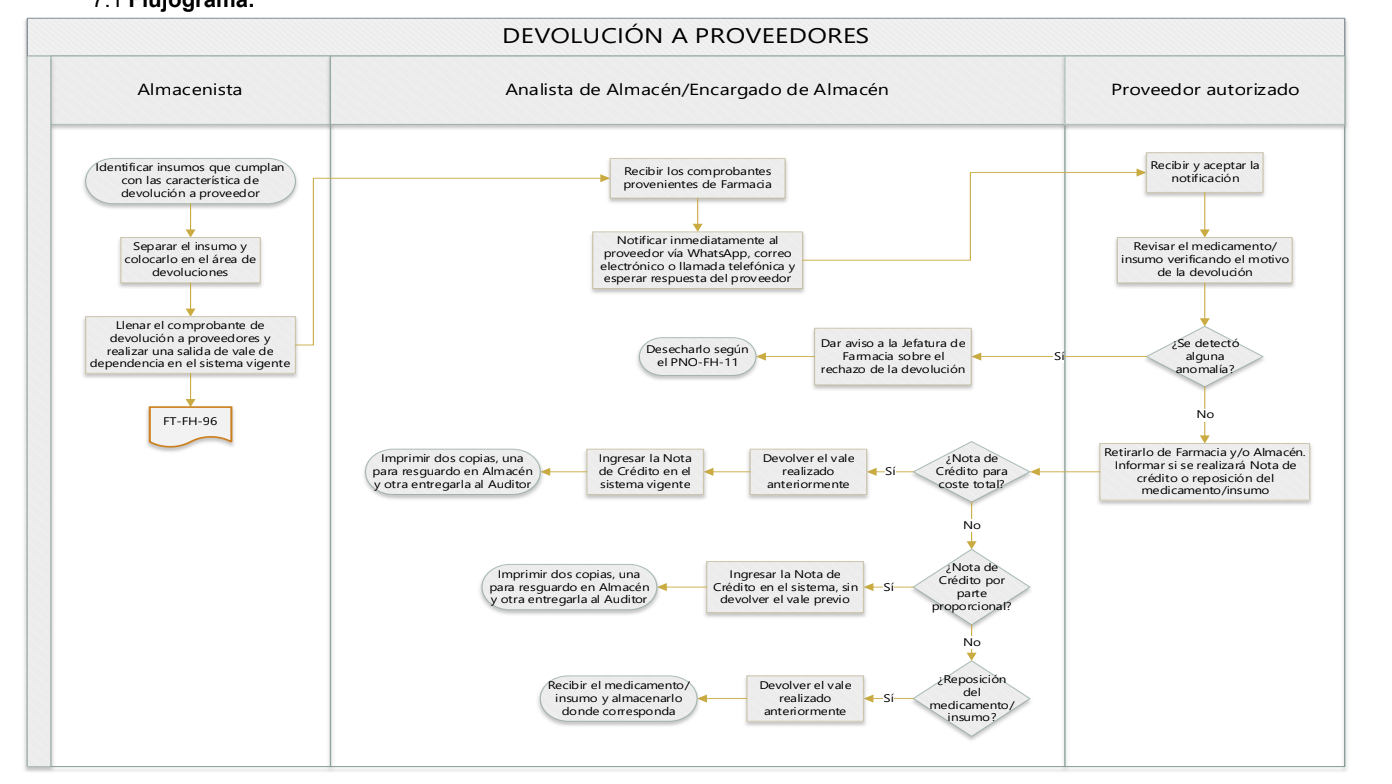 7.1 Flujograma.
DEVOLUCIÓN A PROVEEDORES
Almacenista
Analista de Almacén/Encargado de Almacén
Proveedor autorizado
Identificar insumos que cumplan
con las característica de
devolución a proveedor
Separar el insumo y
colocarlo en el área de
devoluciones
Llenar el comprobante de
devolución a proveedores y
realizar una salida de vale de
dependencia en el sistema vigente
FT-FH-96
Recibir los comprobantes
provenientes de Farmacia
Notificar inmediatamente al
proveedor vía WhatsApp, correo
electrónico o llamada telefónica y
esperar respuesta del proveedor
Recibir y aceptar la
notificación
Revisar el medicamento/
insumo verificando el motivo
de la devolución
¿Se detectó
alguna
anomalía?
Sí
Dar aviso a la Jefatura de
Farmacia sobre el
rechazo de la devolución
Desecharlo según
el PNO-FH-11
No
Retirarlo de Farmacia y/o Almacén.
Informar si se realizará Nota de
crédito o reposición del
medicamento/insumo
¿Nota de
Crédito para
coste total?
Sí
Devolver el vale
realizado
anteriormente
Ingresar la Nota
de Crédito en el
sistema vigente
Imprimir dos copias, una
para resguardo en Almacén
y otra entregarla al Auditor
No
¿Nota de
Crédito por
parte
proporcional?
Sí
Ingresar la Nota de
Crédito en el sistema, sin
devolver el vale previo
Imprimir dos copias, una
para resguardo en Almacén
y otra entregarla al Auditor
No
¿Reposición
del
medicamento/
insumo?
Sí
Devolver el vale
realizado
anteriormente
Recibir el medicamento/
insumo y almacenarlo
donde corresponda